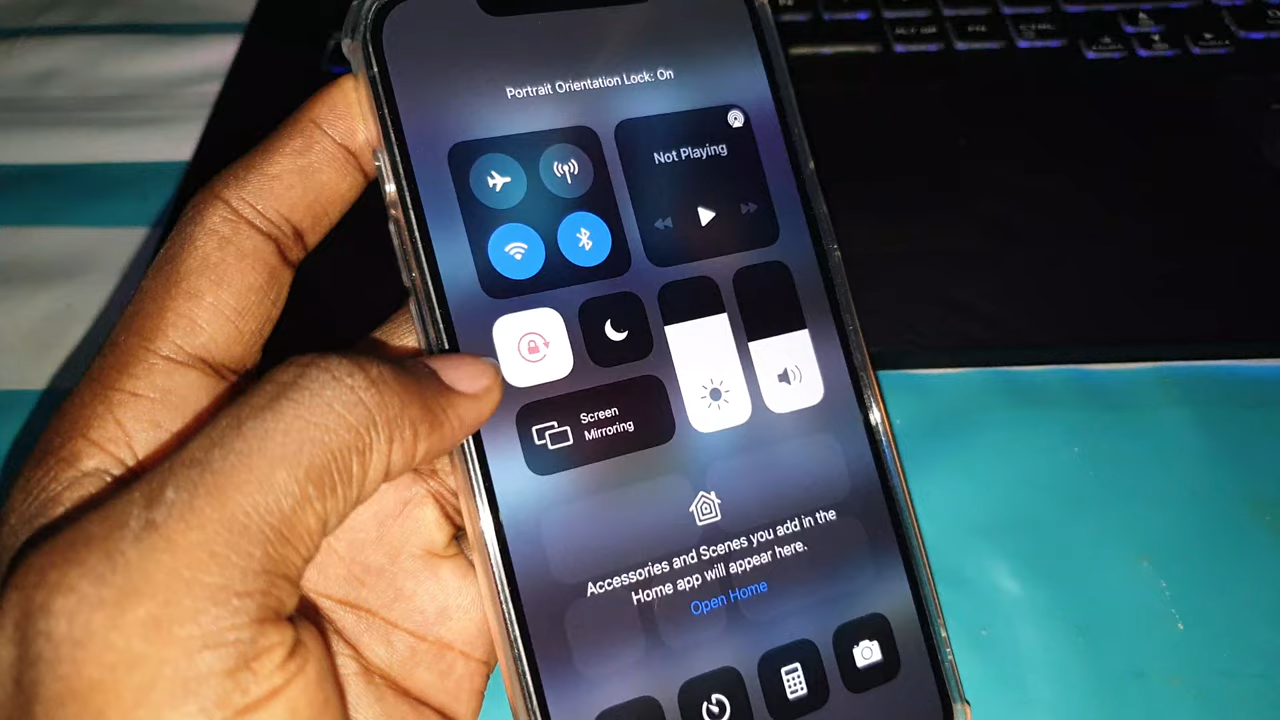 Portrait Orientation Lock: On
Not Playing
Screen
Mirroring
Accessories and Scenes you add in the
Home app will appear here.
Open Home